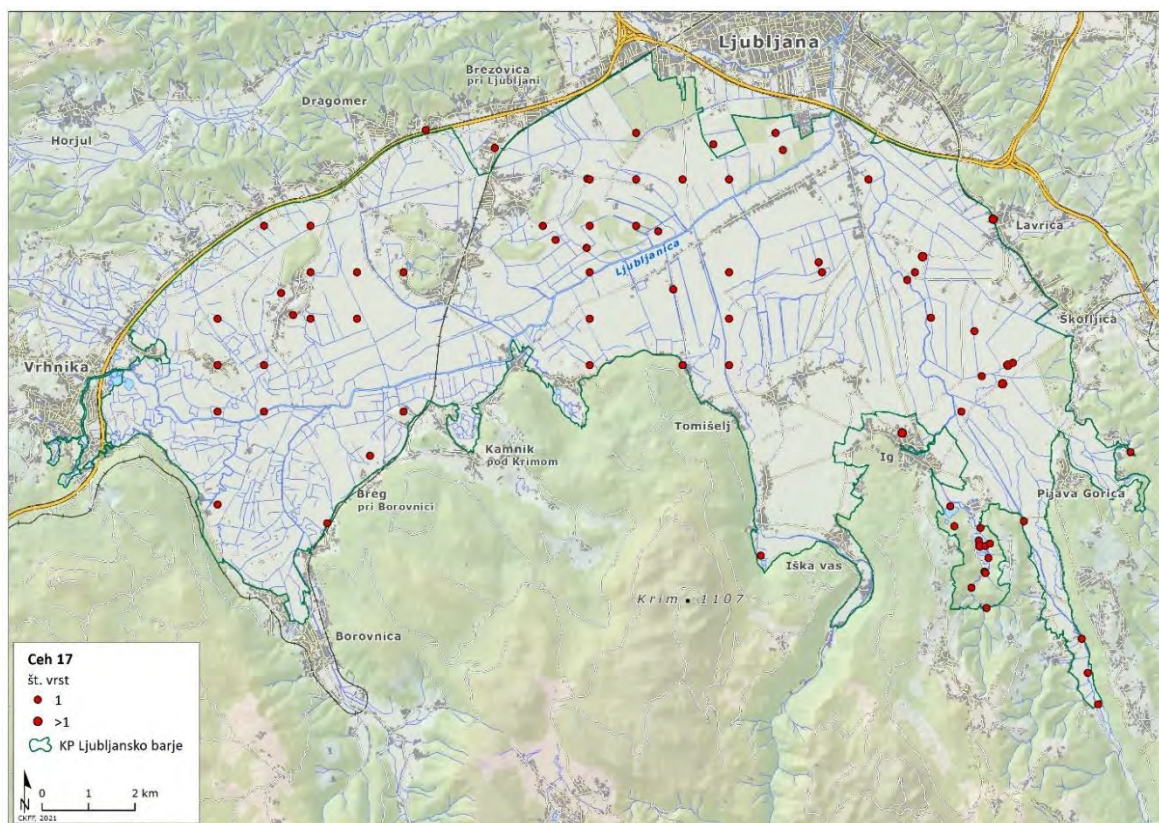 Ljubljana
Brezovica
pri Ljubljani
Dragomer
Horjul
Lavrica
Ljubljanica
Škofljica
Vrhnika
Tomišelj
Kamnik
pod Krimom
Ig
Breg
pri Borovnici
Pijava Gorica
Iška vas
Krim • 1107
Borovnica
Ceh 17
št. vrst
1
>1
KP Ljubljansko barje
N
0 1 2 km
CKFF, 2021